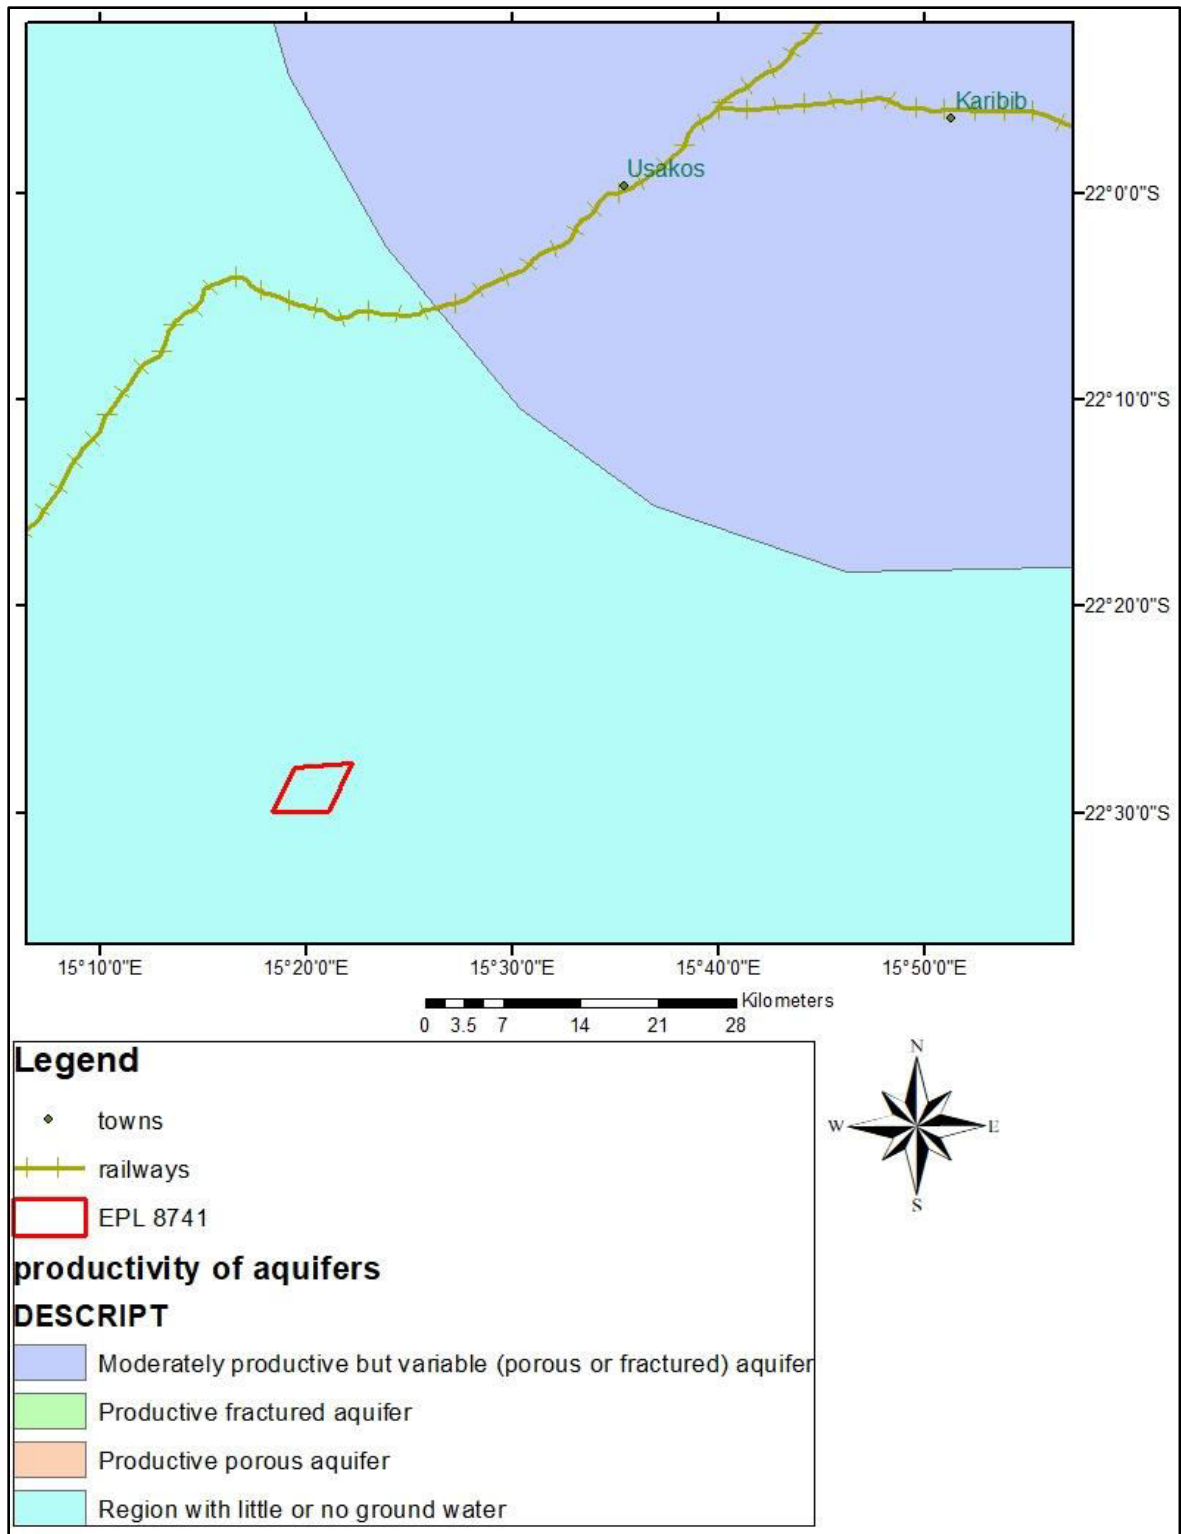 Karibib
Usakos
22°0'0"S
22°10'0"S
22°20'0"S
22°30'0"S
15°10'0"E 15°20'0"E 15°30'0"E 15°40'0"E 15°50'0"E
Kilometers
0 3.5 7 14 21 28
Legend
towns
railways
EPL 8741
productivity of aquifers
DESCRIPT
Moderately productive but variable (porous or fractured) aquifer
Productive fractured aquifer
Productive porous aquifer
Region with little or no ground water
N
W E
S